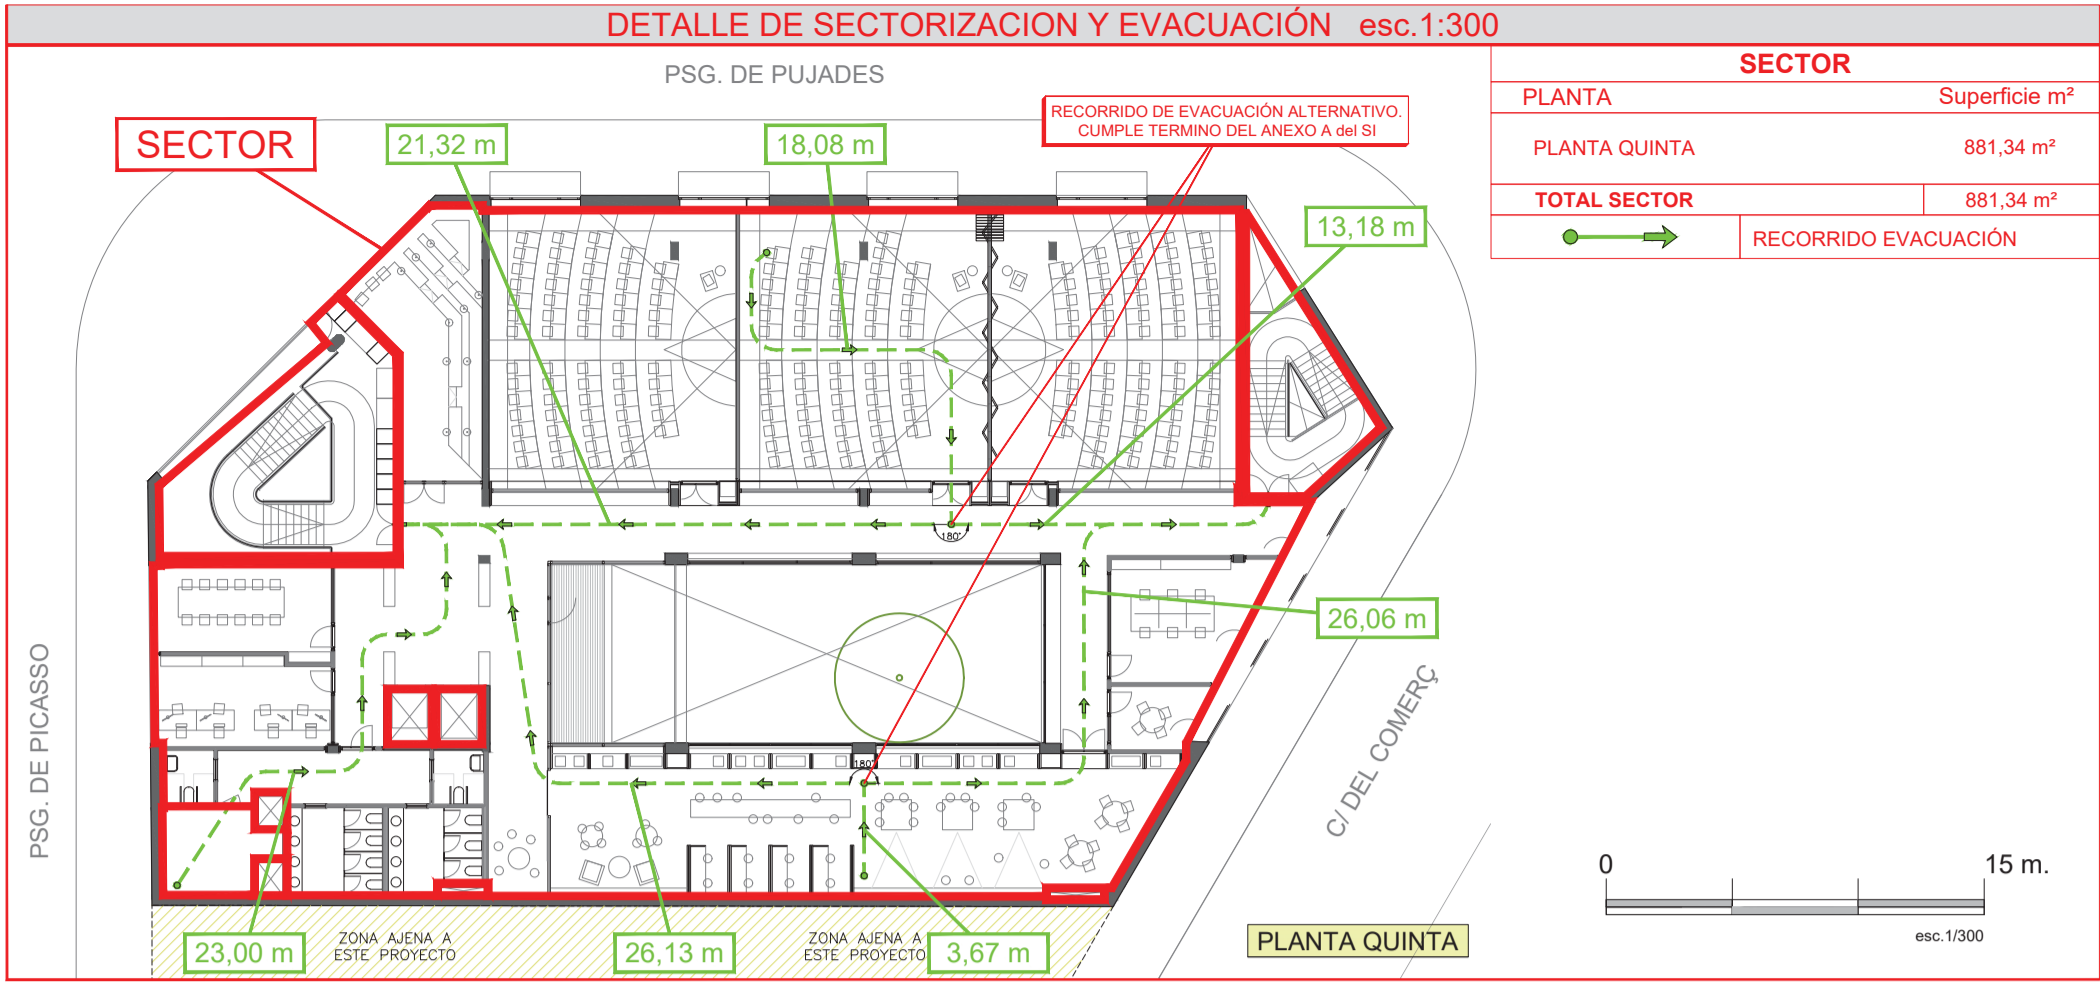 DETALLE DE SECTORIZACION Y EVACUACIÓN esc.1:300
PSG. DE PUJADES
SECTOR
PLANTA Superficie m²
PLANTA QUINTA 881,34 m²
TOTAL SECTOR 881,34 m²
RECORRIDO EVACUACIÓN
RECORRIDO DE EVACUACIÓN ALTERNATIVO.
CUMPLE TERMINO DEL ANEXO A del SI
SECTOR
21,32 m
18,08 m
13,18 m
180°
26,06 m
180°
PSG. DE PICASSO
C/ DEL COMERÇ
23,00 m
ZONA AJENA A
ESTE PROYECTO
26,13 m
ZONA AJENA A
ESTE PROYECTO
3,67 m
PLANTA QUINTA
0 15 m.
esc.1/300